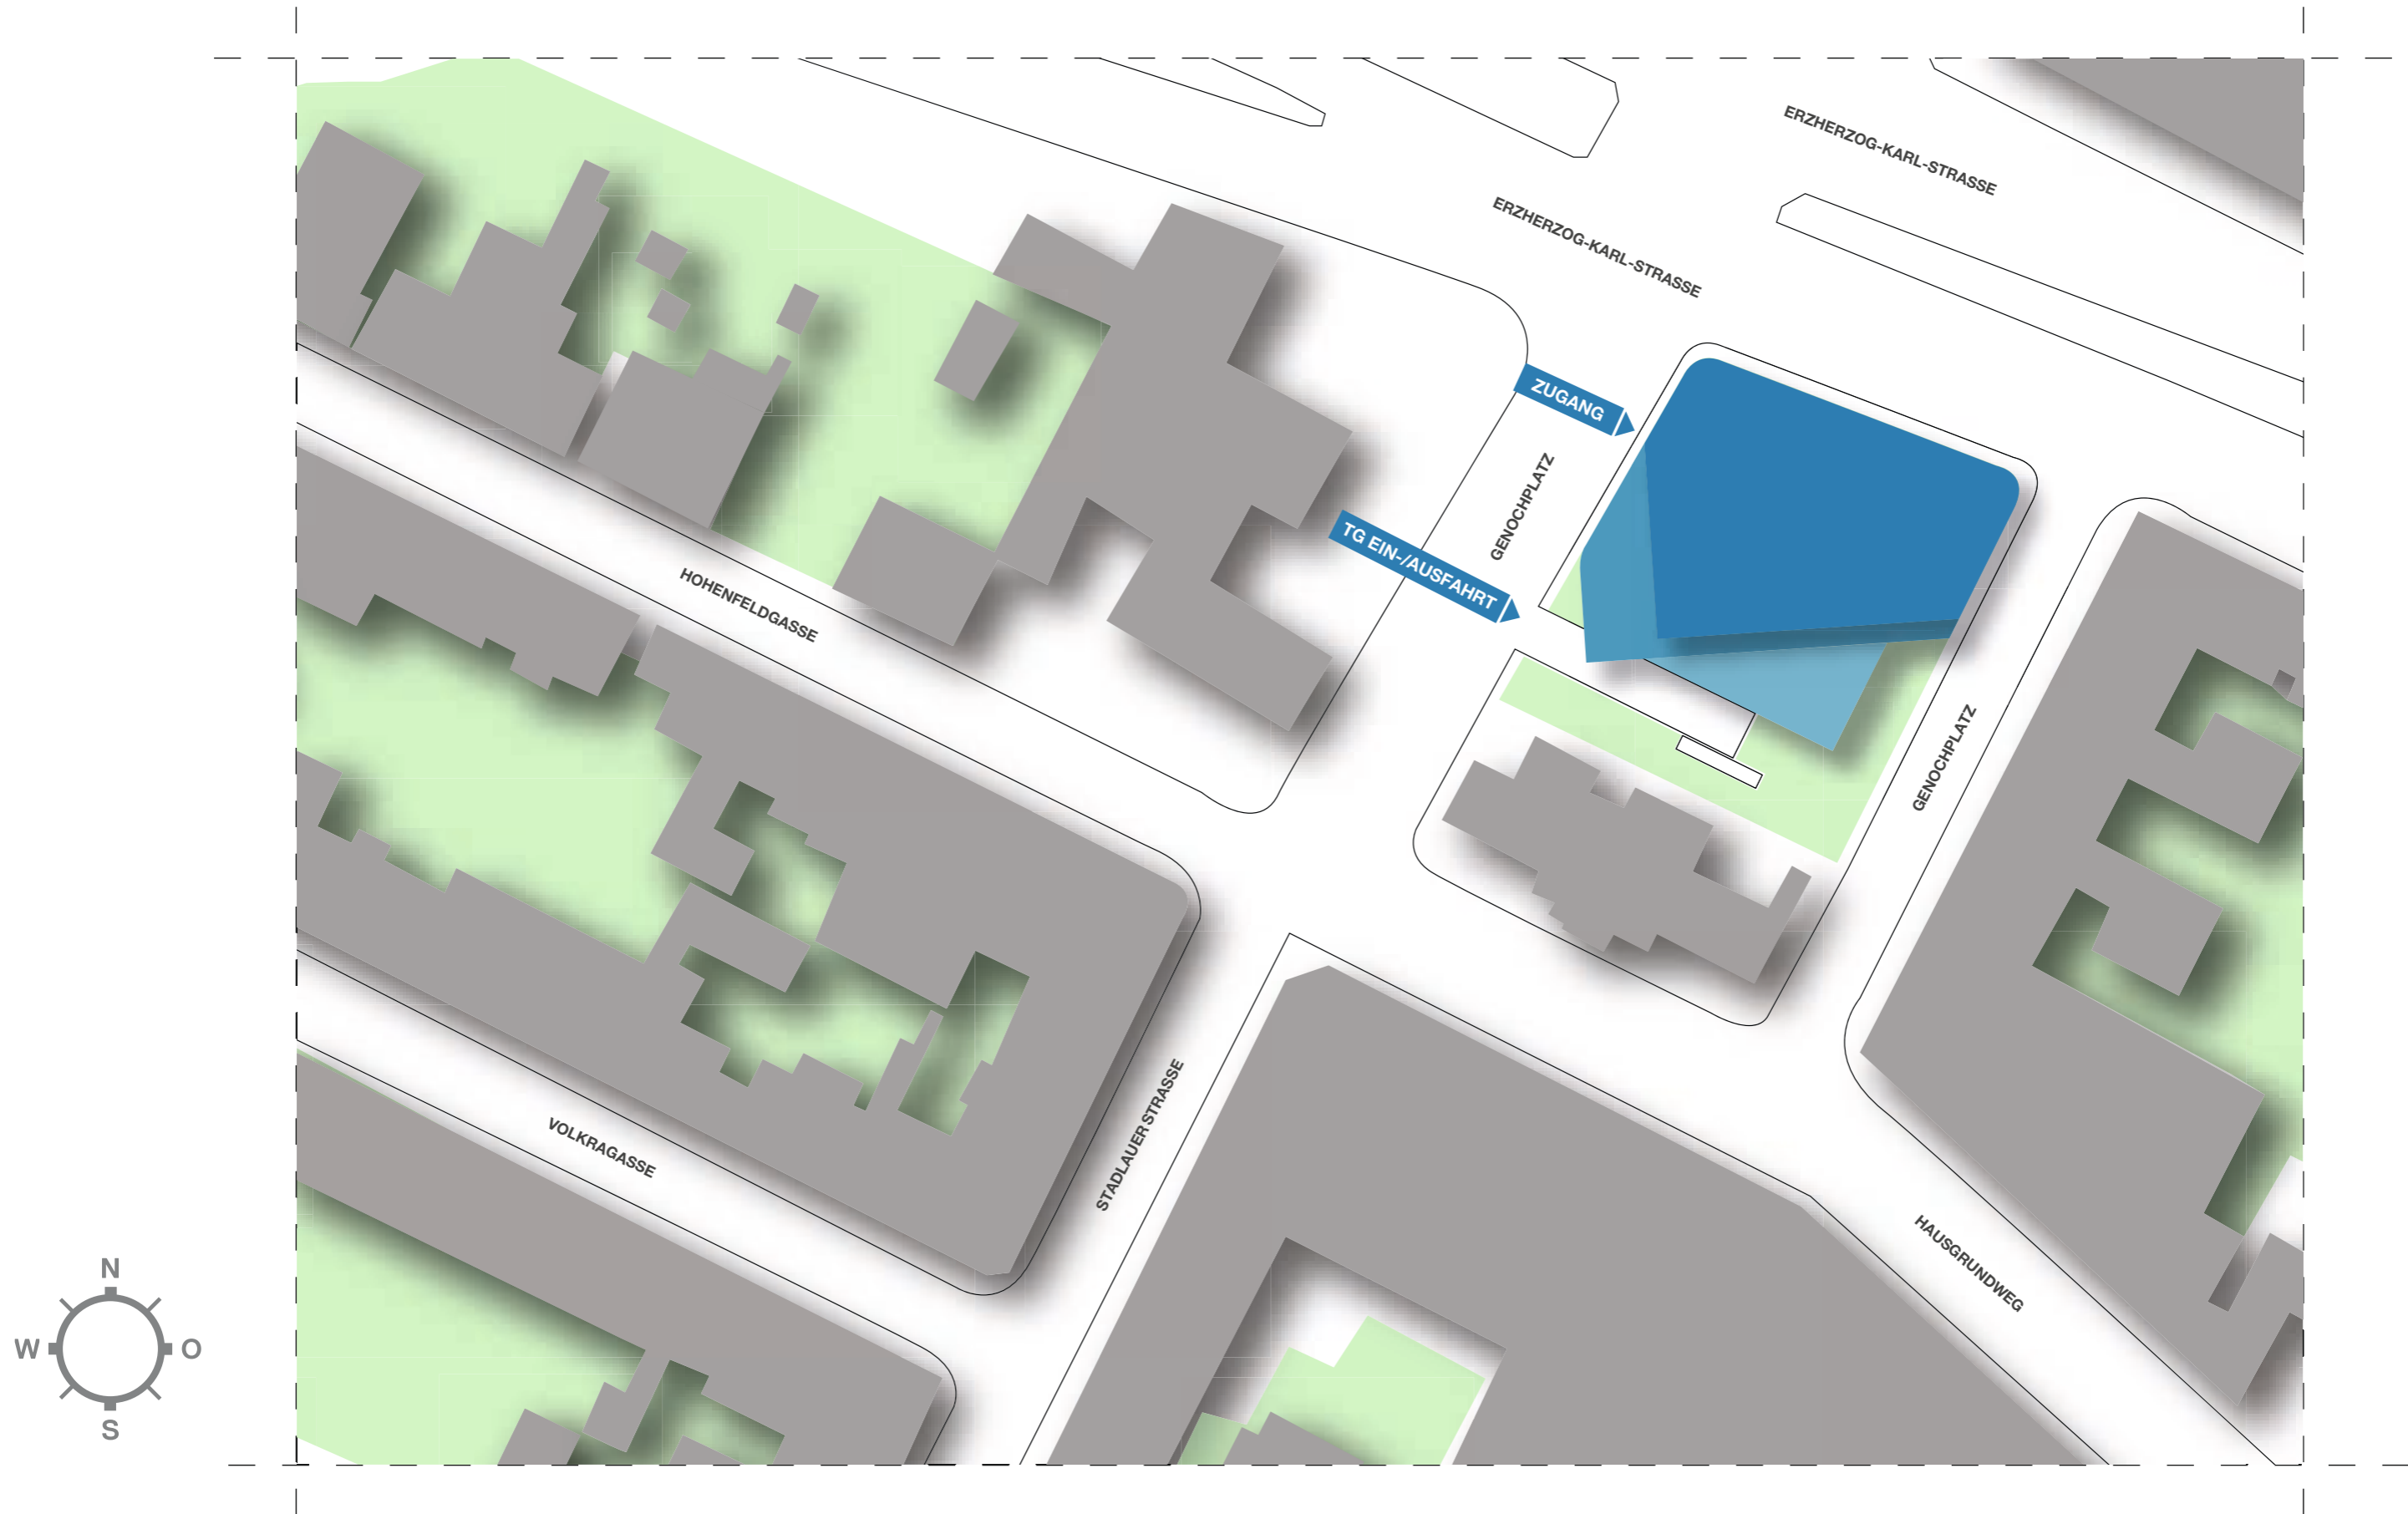 ERZHERZOG-KARL-STRASSE
ERZHERZOG-KARL-STRASSE
ZUGANG
GENOCHPLATZ
TG EIN-/AUSFAHRT
HOHENFELDGASSE
GENOCHPLATZ
STADLAUER STRASSE
VOLKRAGASSE
HAUSGRUNDWEG
N
W
O
S